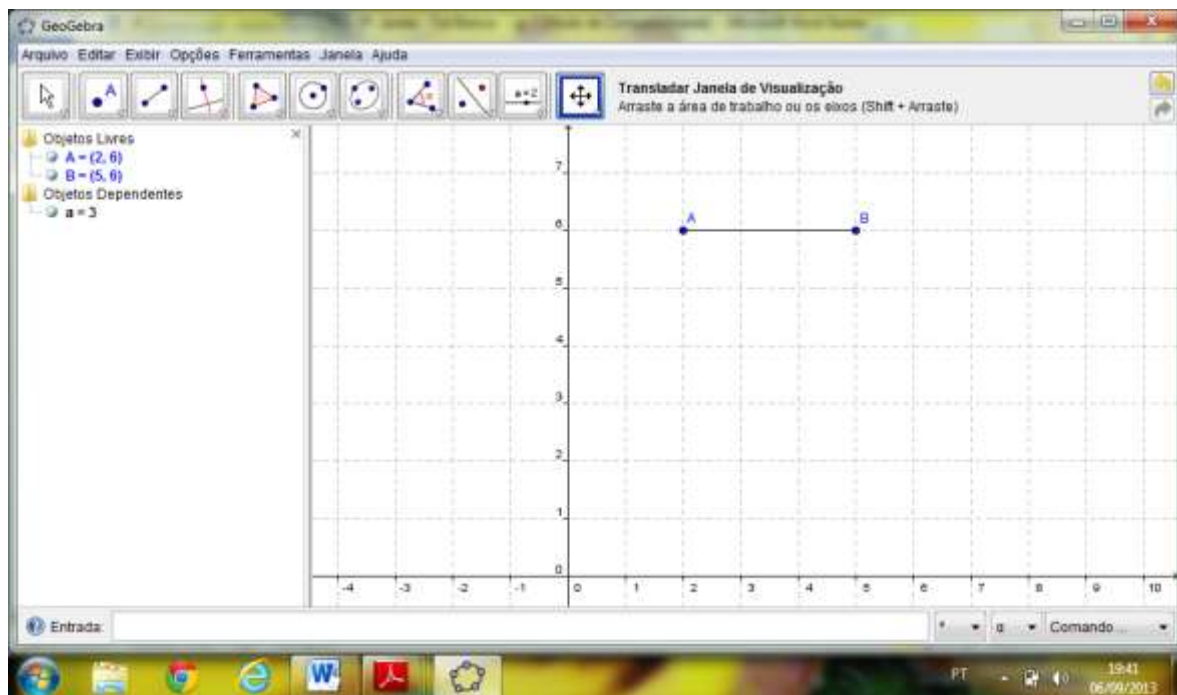 GeoGebra
Arquivo Editar Exibir Opções Ferramentas Janela Ajuda
A
a=2
Transladar Janela de Visualização
Arraste a área de trabalho ou os eixos (Shift + Arraste)
Objetos Livres
A = (2, 6)
B = (5, 6)
Objetos Dependentes
a = 3
7
6
A
B
5
4
3
2
1
0
-4 -3 -2 -1 0 1 2 3 4 5 6 7 8 9 10
Entrada:
α
Comando ...
PT
19:41
06/09/2013